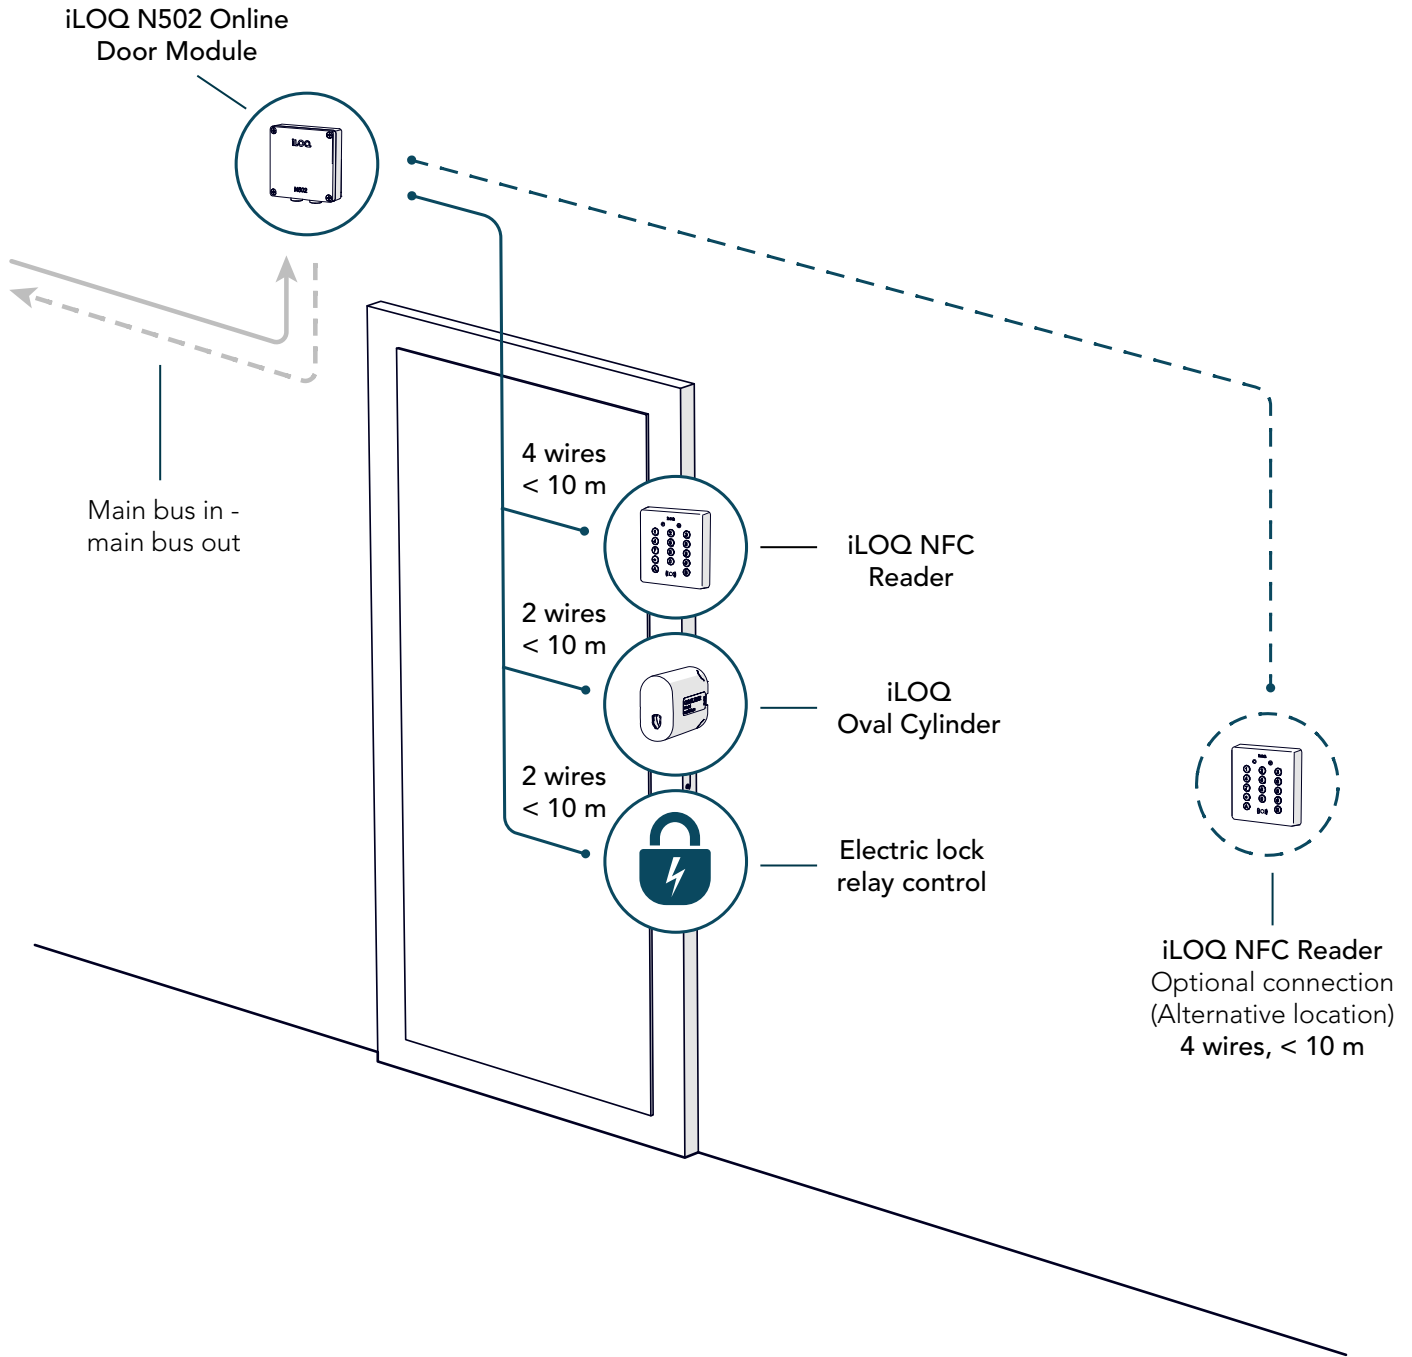 iLOQ N502 Online
Door Module
iLOQ
N502
Main bus in -
main bus out
4 wires
< 10 m
iLOQ NFC
Reader
2 wires
< 10 m
iLOQ
Oval Cylinder
2 wires
< 10 m
Electric lock
relay control
iLOQ NFC Reader
Optional connection
(Alternative location)
4 wires, < 10 m